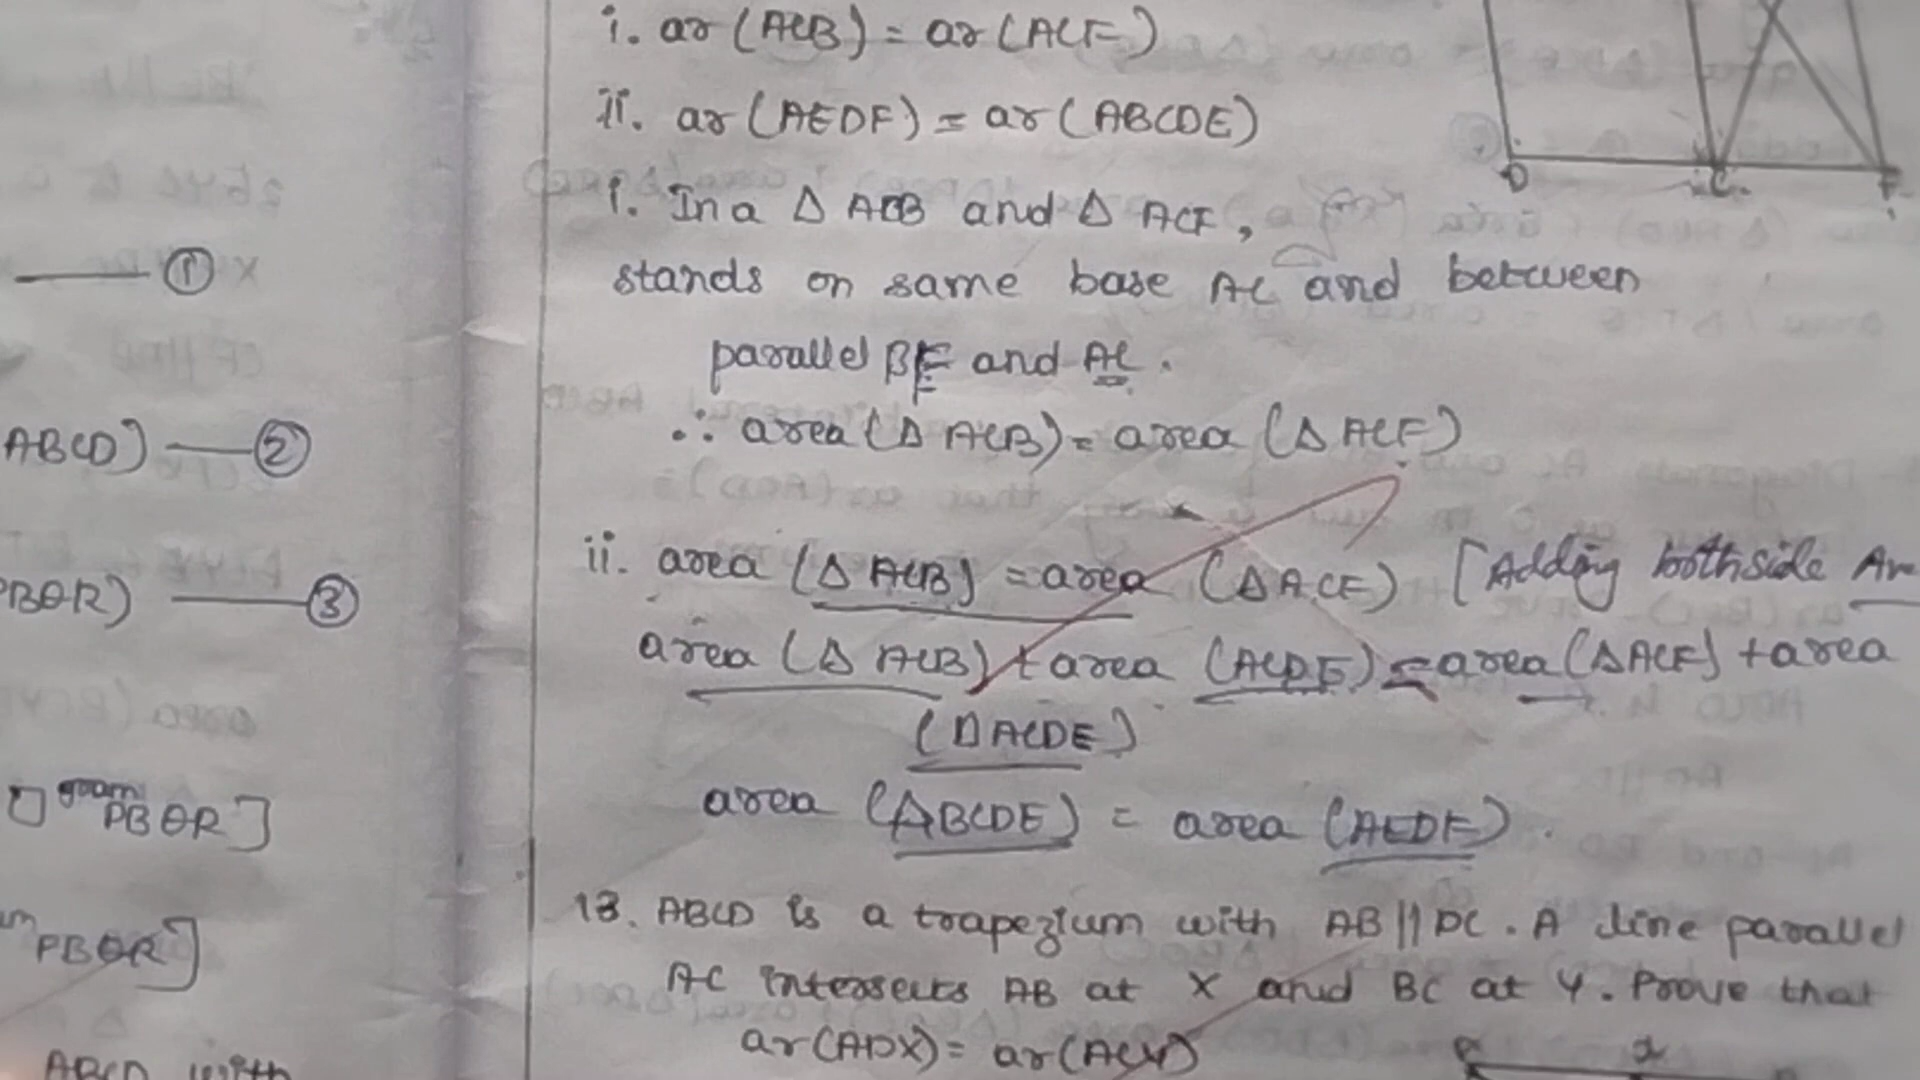 i. ar (ACB) = ar (ACF)
ii. ar (AEDF) = ar (ABCDE)
i. In a Δ ACB and Δ ACF,
stands on same base AC and between
parallel BF and AC.
∴ area (Δ ACB) = area (Δ ACF)
ii. area (Δ ACB) = area (Δ ACF) [Adding bothside Are
area (Δ ACB) + area (ACDE) = area (Δ ACF) + area
(□ ACDE)
area (ABCDE) = area (AEDF).
13. ABCD is a trapezium with AB || DC. A line parallel
AC intersects AB at X and BC at Y. Prove that
ar (ADX) = ar (ACY)
D C F
①
ABCD) — ②
PBQR) — ③
gram PBQR]
PBQR]
ABCD with